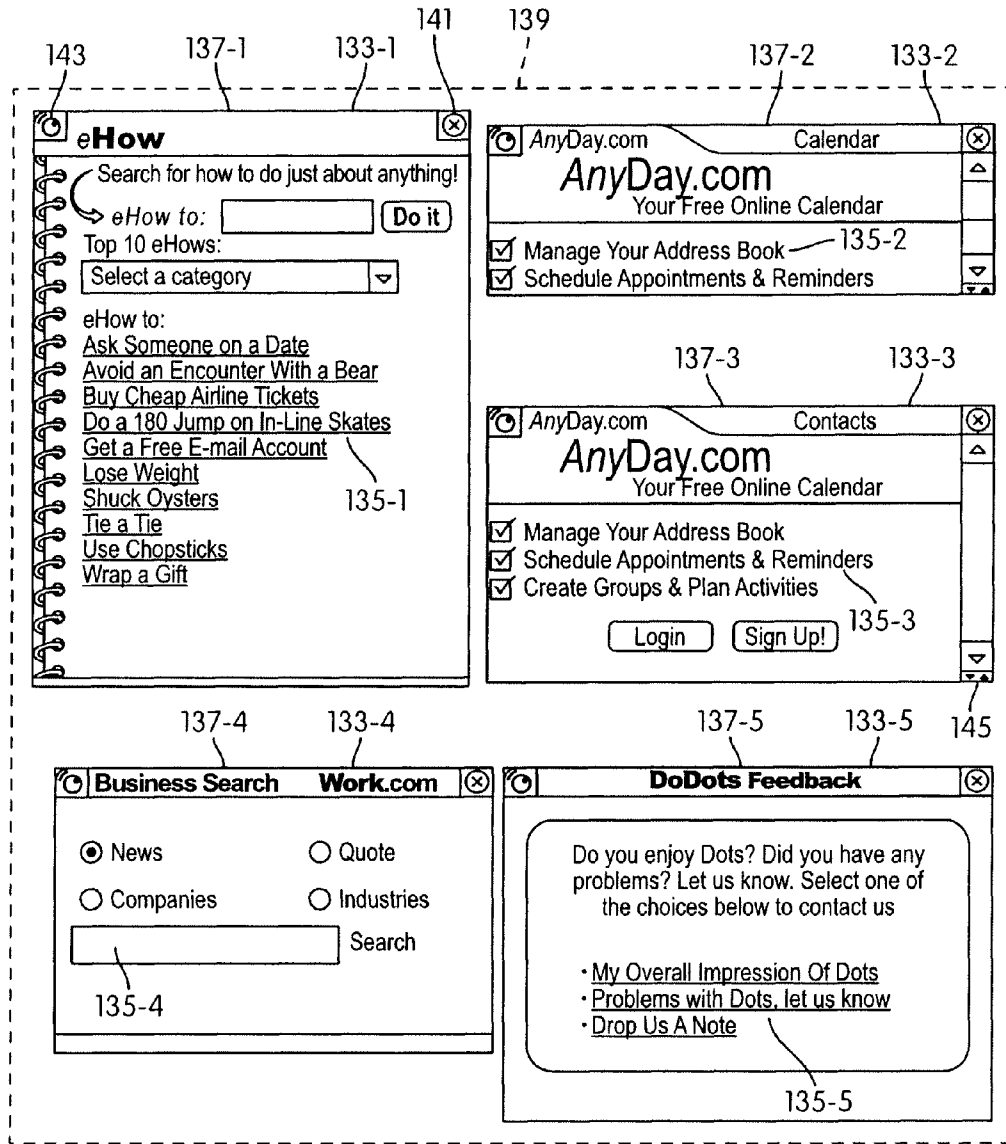 143
137-1
133-1
141
139
137-2
133-2
eHow
Search for how to do just about anything!
eHow to:
Do it
Top 10 eHows:
Select a category
eHow to:
Ask Someone on a Date
Avoid an Encounter With a Bear
Buy Cheap Airline Tickets
Do a 180 Jump on In-Line Skates
Get a Free E-mail Account
Lose Weight
Shuck Oysters
Tie a Tie
Use Chopsticks
Wrap a Gift
135-1
AnyDay.com Calendar
AnyDay.com
Your Free Online Calendar
Manage Your Address Book
135-2
Schedule Appointments & Reminders
137-3
133-3
AnyDay.com Contacts
AnyDay.com
Your Free Online Calendar
Manage Your Address Book
Schedule Appointments & Reminders
Create Groups & Plan Activities
135-3
Login Sign Up!
145
137-4
133-4
Business Search Work.com
News Quote
Companies Industries
Search
135-4
137-5
133-5
DoDots Feedback
Do you enjoy Dots? Did you have any
problems? Let us know. Select one of
the choices below to contact us
· My Overall Impression Of Dots
· Problems with Dots, let us know
· Drop Us A Note
135-5